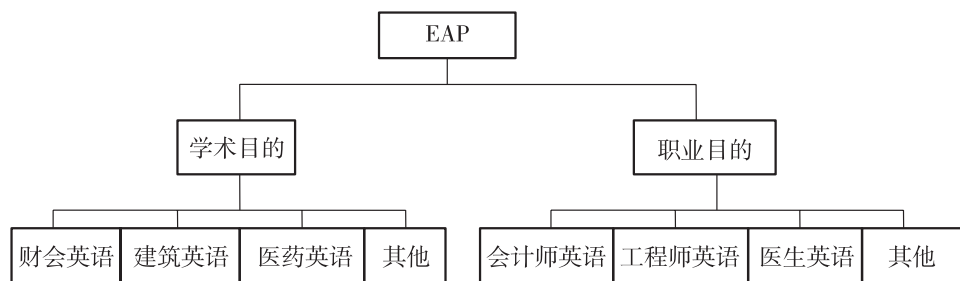 EAP
学术目的
职业目的
财会英语
建筑英语
医药英语
其他
会计师英语
工程师英语
医生英语
其他